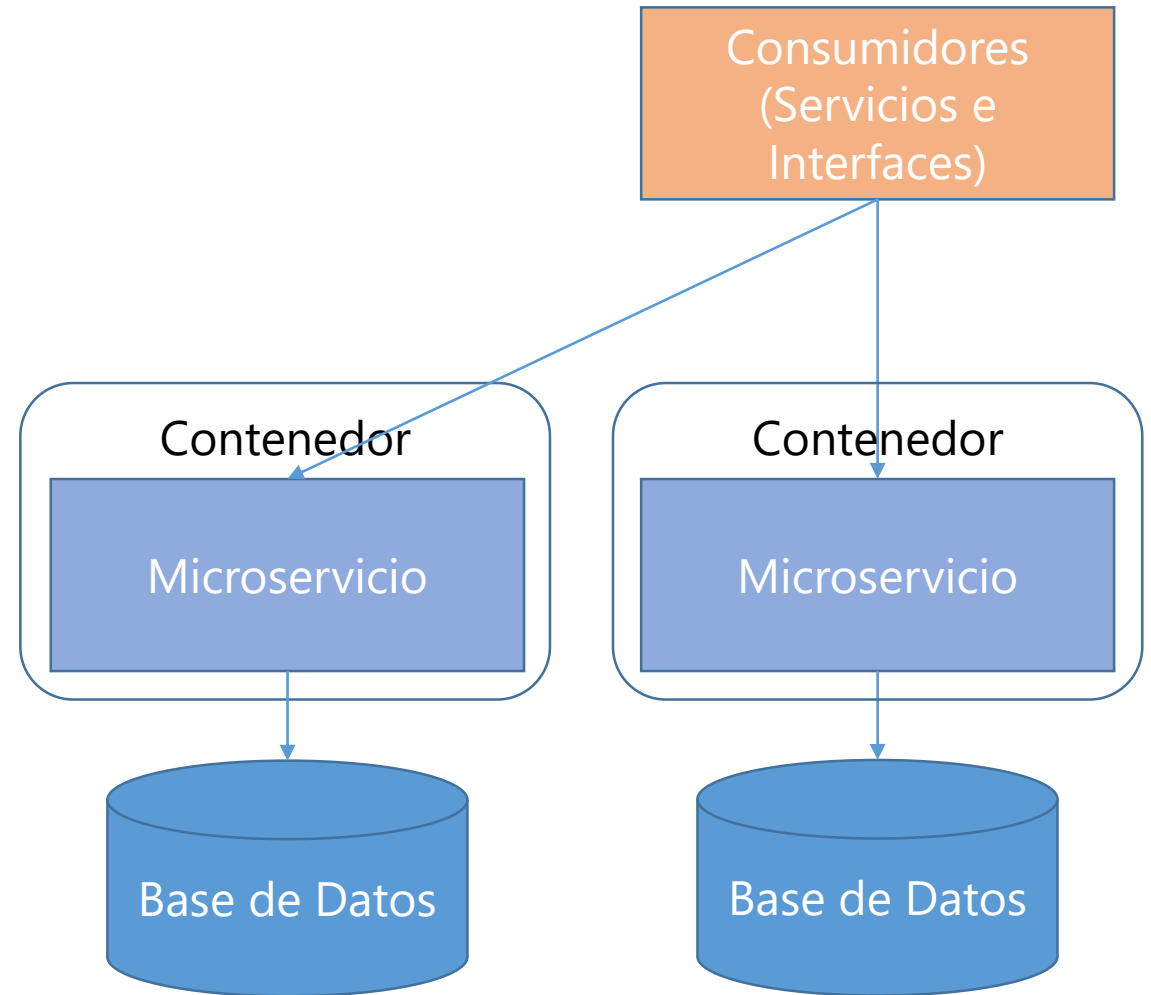 Consumidores
(Servicios e
Interfaces)
Contenedor
Contenedor
Microservicio
Microservicio
Base de Datos
Base de Datos